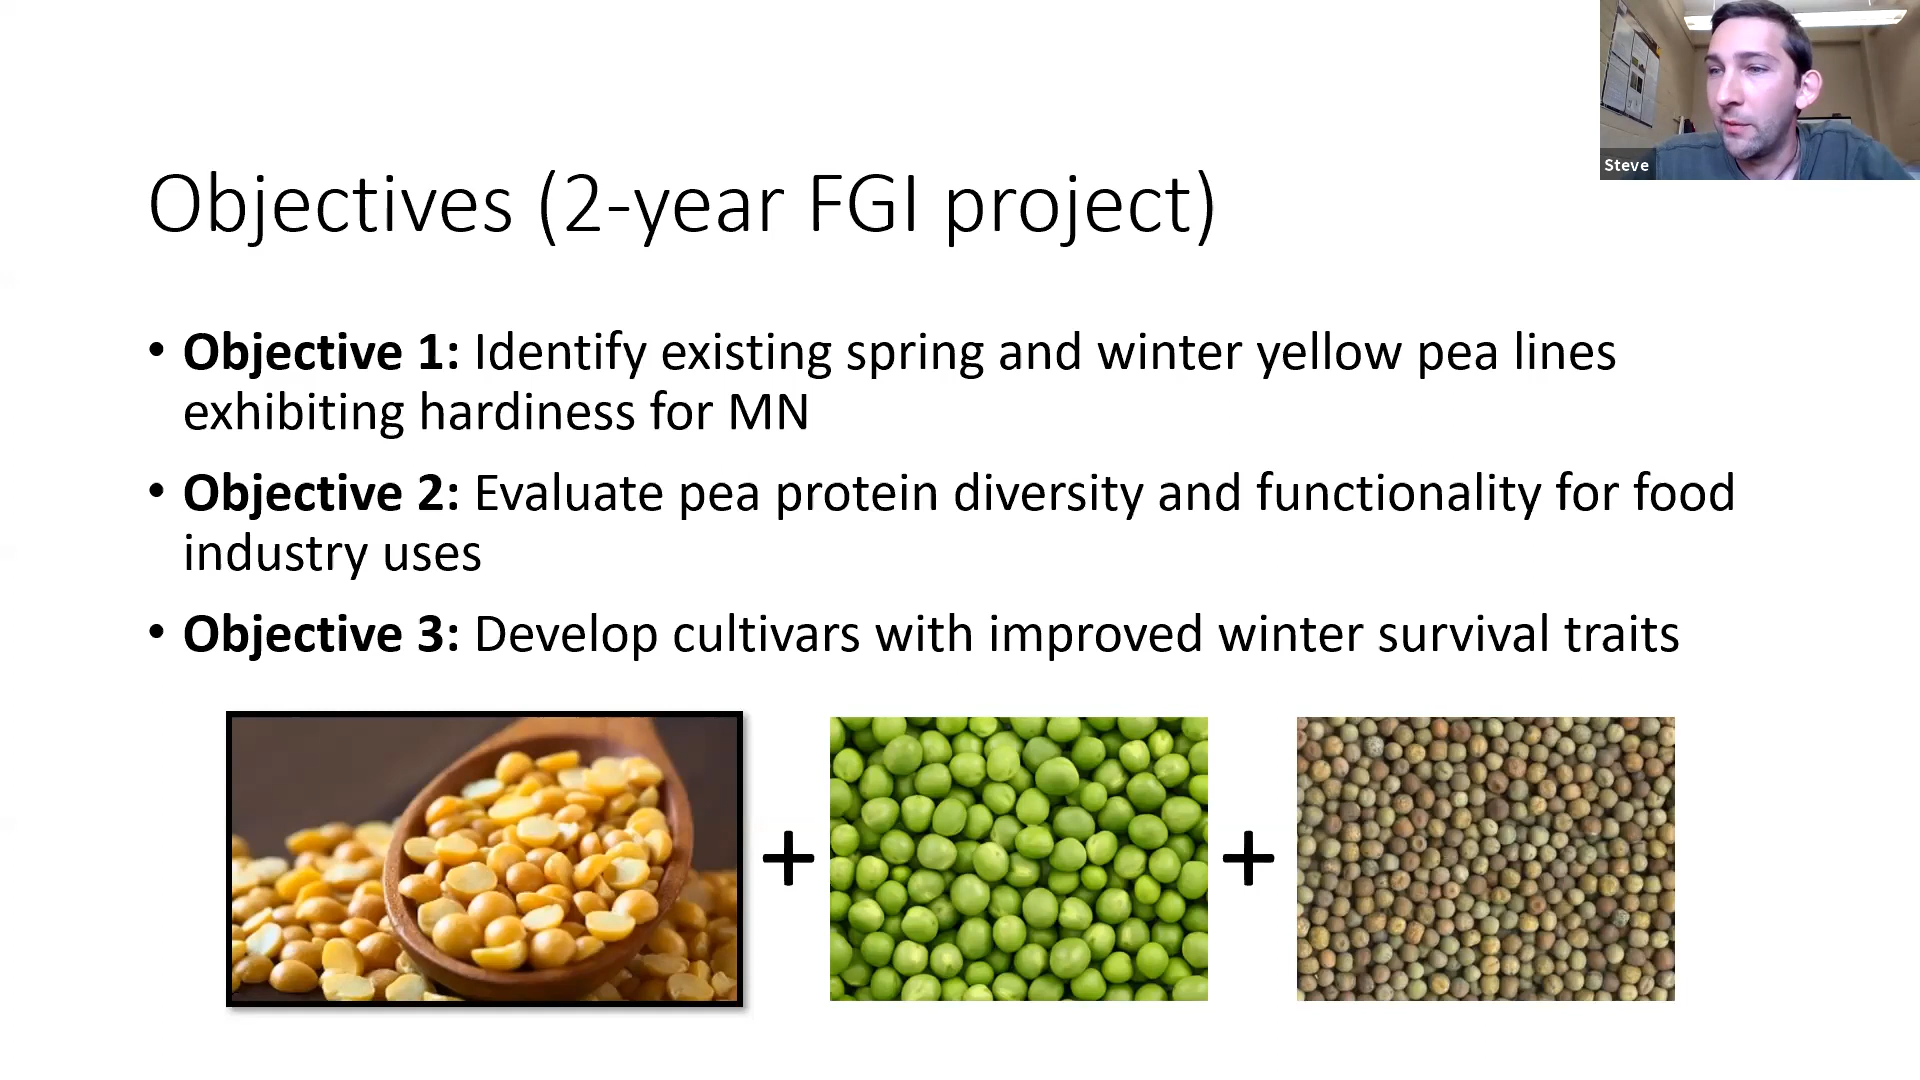 Steve
Objectives (2-year FGI project)
• Objective 1: Identify existing spring and winter yellow pea lines
exhibiting hardiness for MN
• Objective 2: Evaluate pea protein diversity and functionality for food
industry uses
• Objective 3: Develop cultivars with improved winter survival traits
+ +